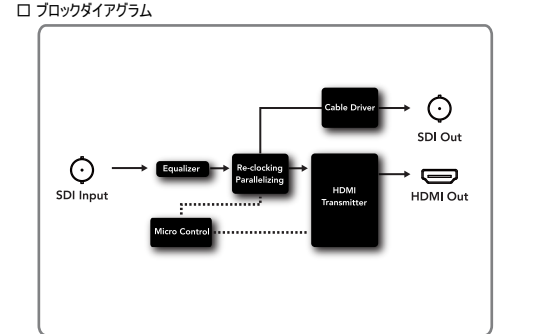 □ ブロックダイアグラム
Cable Driver
SDI Out
SDI Input
Equalizer
Re-clocking
Parallelizing
HDMI
Transmitter
HDMI Out
Micro Control